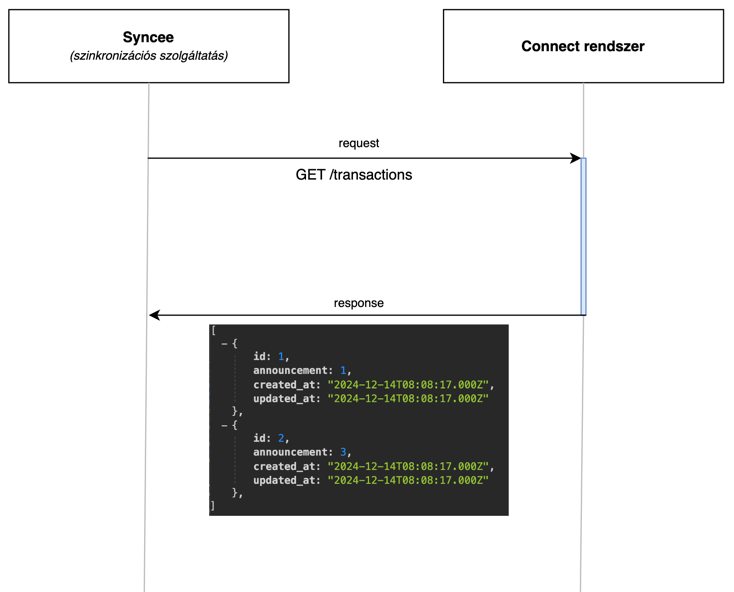 Syncee
(szinkronizációs szolgáltatás)
Connect rendszer
request
GET /transactions
response
[
– {
id: 1,
announcement: 1,
created_at: "2024-12-14T08:08:17.000Z",
updated_at: "2024-12-14T08:08:17.000Z"
},
– {
id: 2,
announcement: 3,
created_at: "2024-12-14T08:08:17.000Z",
updated_at: "2024-12-14T08:08:17.000Z"
},
]